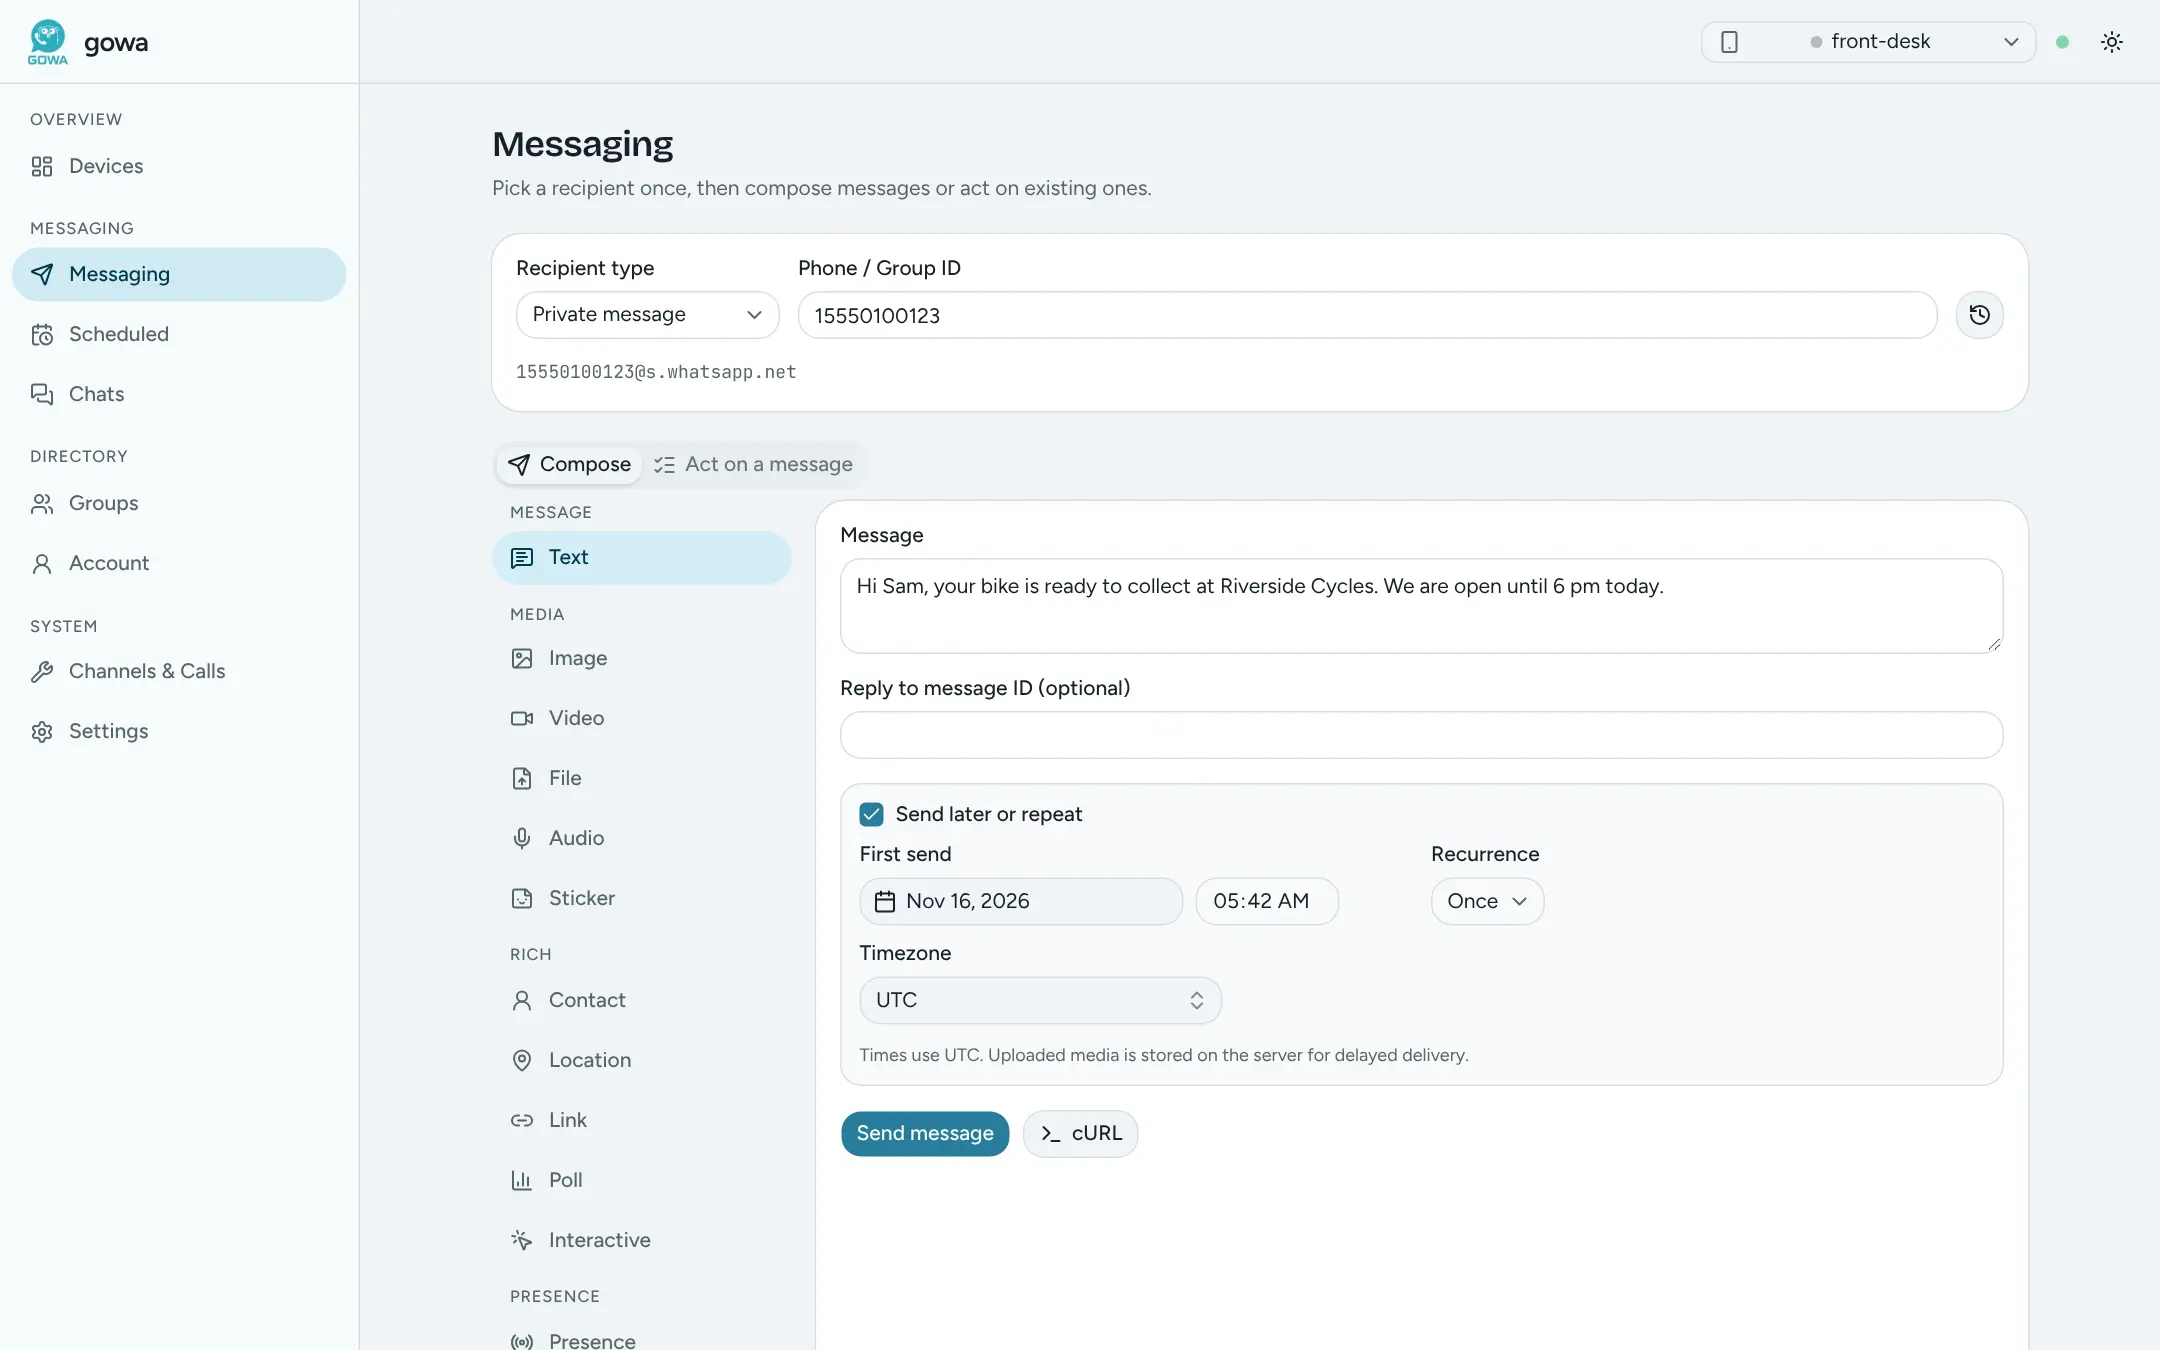 GOWA
gowa
front-desk
OVERVIEW
Devices
MESSAGING
Messaging
Scheduled
Chats
DIRECTORY
Groups
Account
SYSTEM
Channels & Calls
Settings
Messaging
Pick a recipient once, then compose messages or act on existing ones.
Recipient type
Phone / Group ID
Private message
15550100123
15550100123@s.whatsapp.net
Compose
Act on a message
MESSAGE
Text
MEDIA
Image
Video
File
Audio
Sticker
RICH
Contact
Location
Link
Poll
Interactive
PRESENCE
Presence
Message
Hi Sam, your bike is ready to collect at Riverside Cycles. We are open until 6 pm today.
Reply to message ID (optional)
Send later or repeat
First send
Recurrence
Nov 16, 2026
05:42 AM
Once
Timezone
UTC
Times use UTC. Uploaded media is stored on the server for delayed delivery.
Send message
cURL